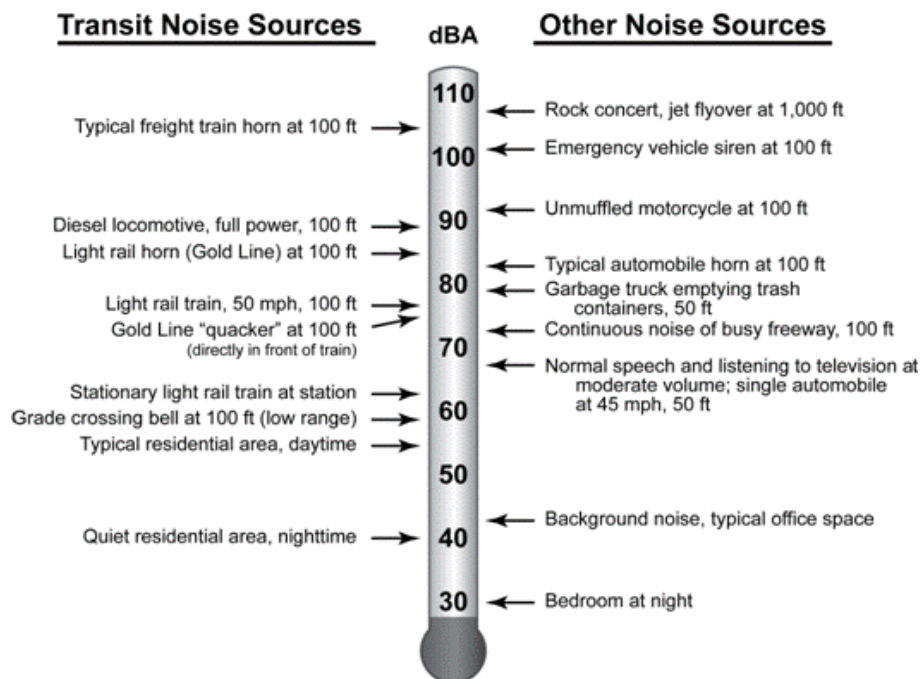 Transit Noise Sources
dBA
Other Noise Sources
110
Rock concert, jet flyover at 1,000 ft
Typical freight train horn at 100 ft
100
Emergency vehicle siren at 100 ft
Unmuffled motorcycle at 100 ft
Diesel locomotive, full power, 100 ft
90
Light rail horn (Gold Line) at 100 ft
Typical automobile horn at 100 ft
80
Garbage truck emptying trash
containers, 50 ft
Light rail train, 50 mph, 100 ft
Gold Line “quacker” at 100 ft
(directly in front of train)
Continuous noise of busy freeway, 100 ft
70
Normal speech and listening to television at
moderate volume; single automobile
at 45 mph, 50 ft
Stationary light rail train at station
60
Grade crossing bell at 100 ft (low range)
Typical residential area, daytime
50
Background noise, typical office space
Quiet residential area, nighttime
40
30
Bedroom at night